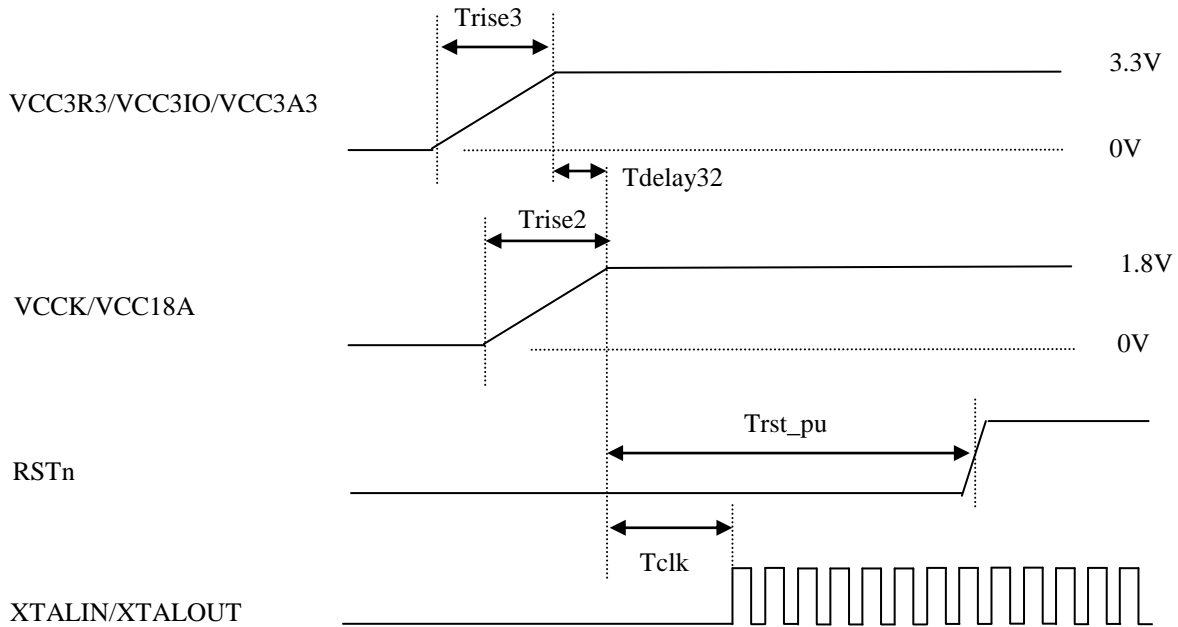 Trise3
3.3V
VCC3R3/VCC3IO/VCC3A3
0V
Tdelay32
Trise2
1.8V
VCCK/VCC18A
0V
Trst_pu
RSTn
Tclk
XTALIN/XTALOUT